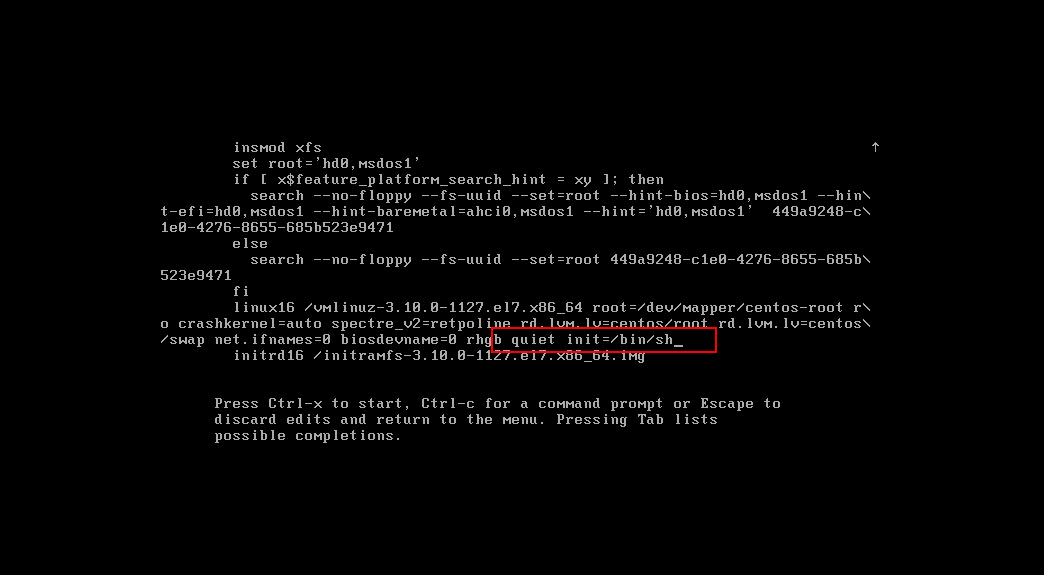 insmod xfs ↑
set root='hd0,msdos1'
if [ x$feature_platform_search_hint = xy ]; then
search --no-floppy --fs-uuid --set=root --hint-bios=hd0,msdos1 --hin\
t-efi=hd0,msdos1 --hint-baremetal=ahci0,msdos1 --hint='hd0,msdos1'  449a9248-c\
1e0-4276-8655-685b523e9471
else
search --no-floppy --fs-uuid --set=root 449a9248-c1e0-4276-8655-685b\
523e9471
fi
linux16 /vmlinuz-3.10.0-1127.el7.x86_64 root=/dev/mapper/centos-root r\
o crashkernel=auto spectre_v2=retpoline rd.lvm.lv=centos/root rd.lvm.lv=centos\
/swap net.ifnames=0 biosdevname=0 rhgb quiet init=/bin/sh_
initrd16 /initramfs-3.10.0-1127.el7.x86_64.img
Press Ctrl-x to start, Ctrl-c for a command prompt or Escape to
discard edits and return to the menu. Pressing Tab lists
possible completions.